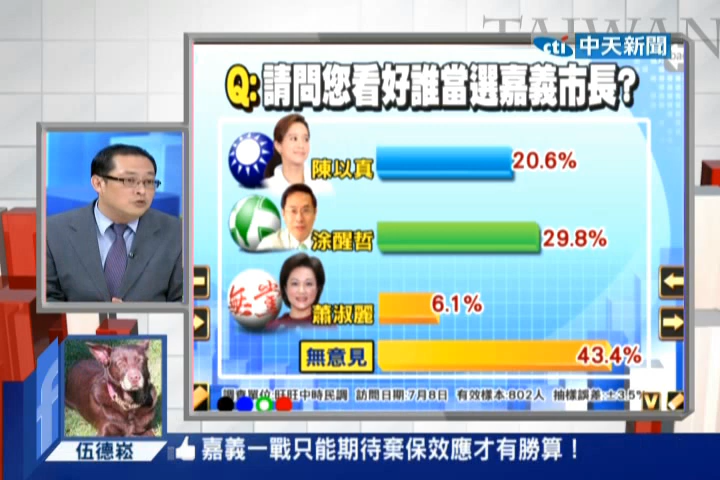 TAIWAN
cti 中天新聞
Q:請問您看好誰當選嘉義市長?
陳以真 20.6%
涂醒哲 29.8%
無黨
蕭淑麗 6.1%
無意見 43.4%
調查單位:旺旺中時民調 訪問日期:7月8日 有效樣本:802人 抽樣誤差:±3.5%
伍德崧 嘉義一戰只能期待棄保效應才有勝算!